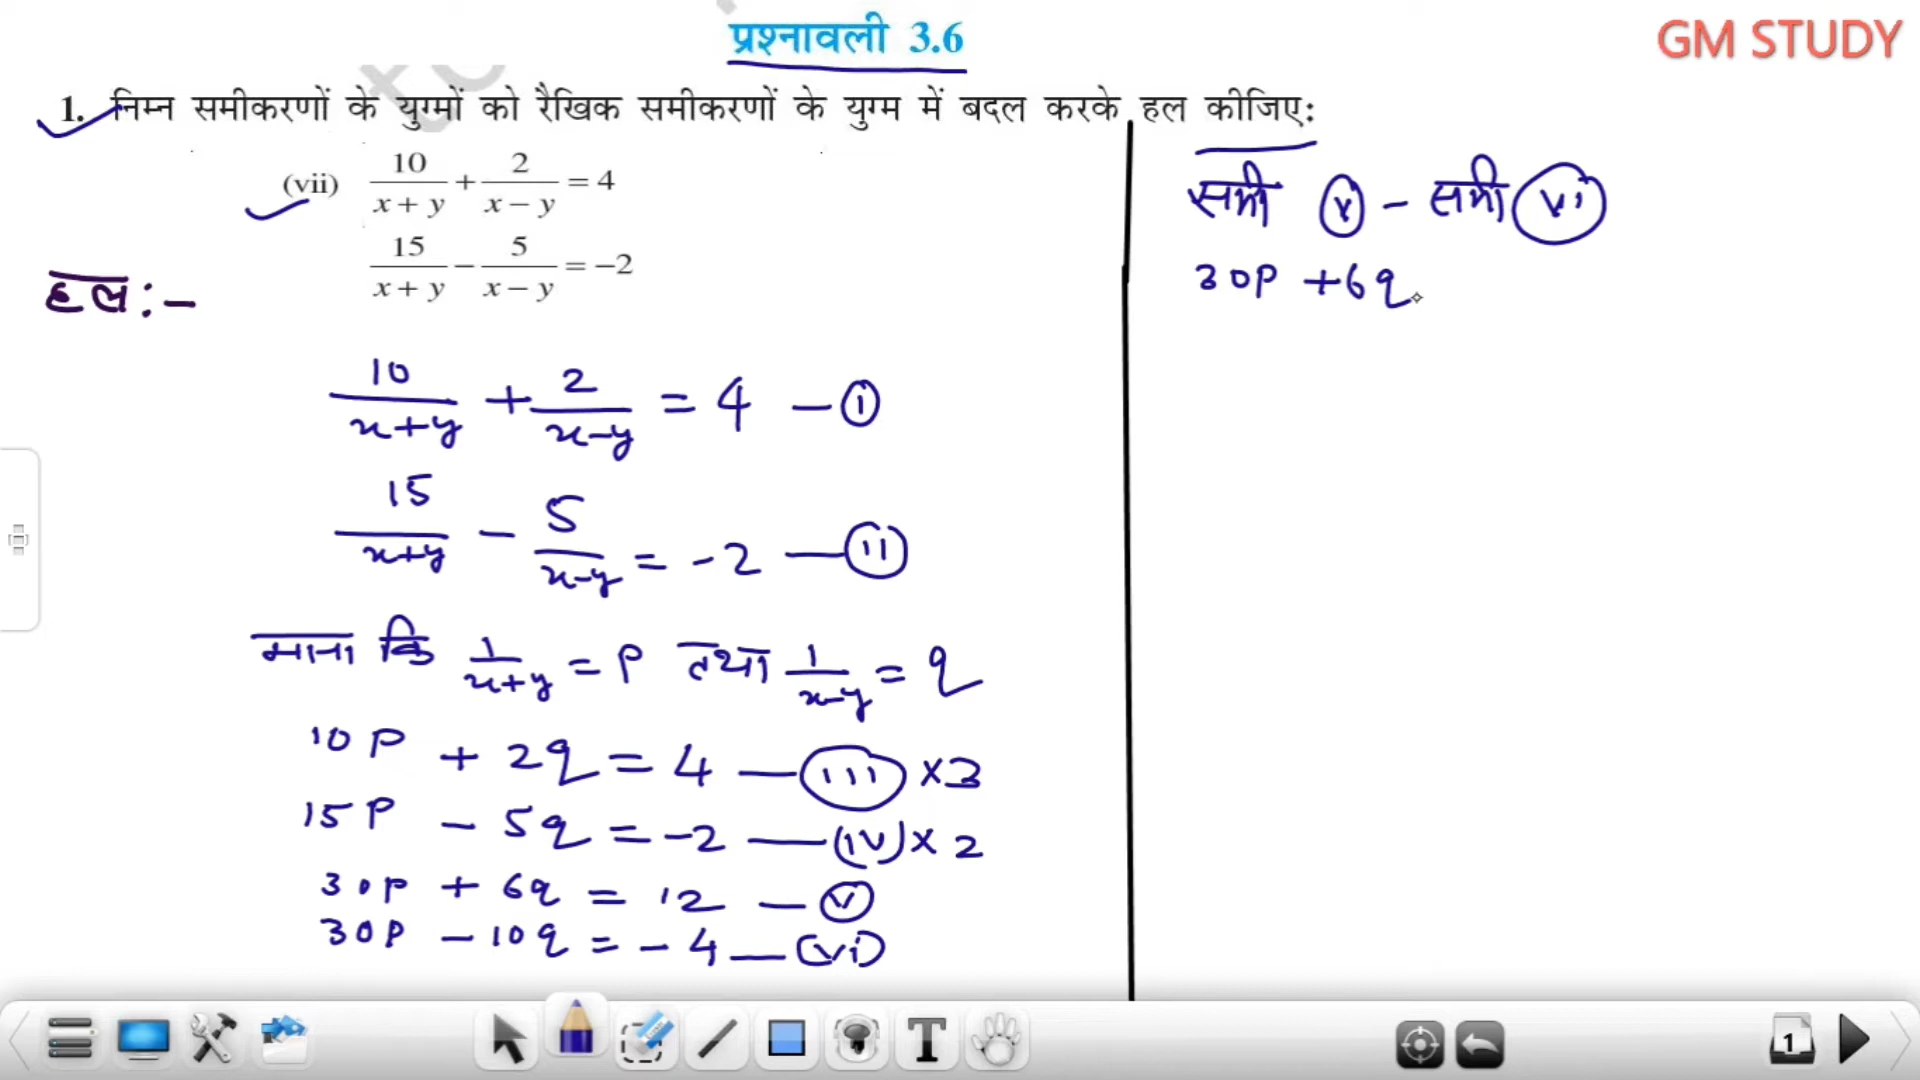 प्रश्नावली 3.6
GM STUDY
1. निम्न समीकरणों के युग्मों को रैखिक समीकरणों के युग्म में बदल करके हल कीजिए:
(vii) 10/(x + y) + 2/(x − y) = 4
15/(x + y) − 5/(x − y) = −2
हल :-
10/(x+y) + 2/(x-y) = 4 — (i)
15/(x+y) - 5/(x-y) = -2 — (ii)
माना कि 1/(x+y) = p तथा 1/(x-y) = q
10p + 2q = 4 — (iii) ×3
15p - 5q = -2 — (iv) × 2
30p + 6q = 12 — (v)
30p - 10q = -4 — (vi)
समी (v) - समी (vi)
30p + 6q
1
T